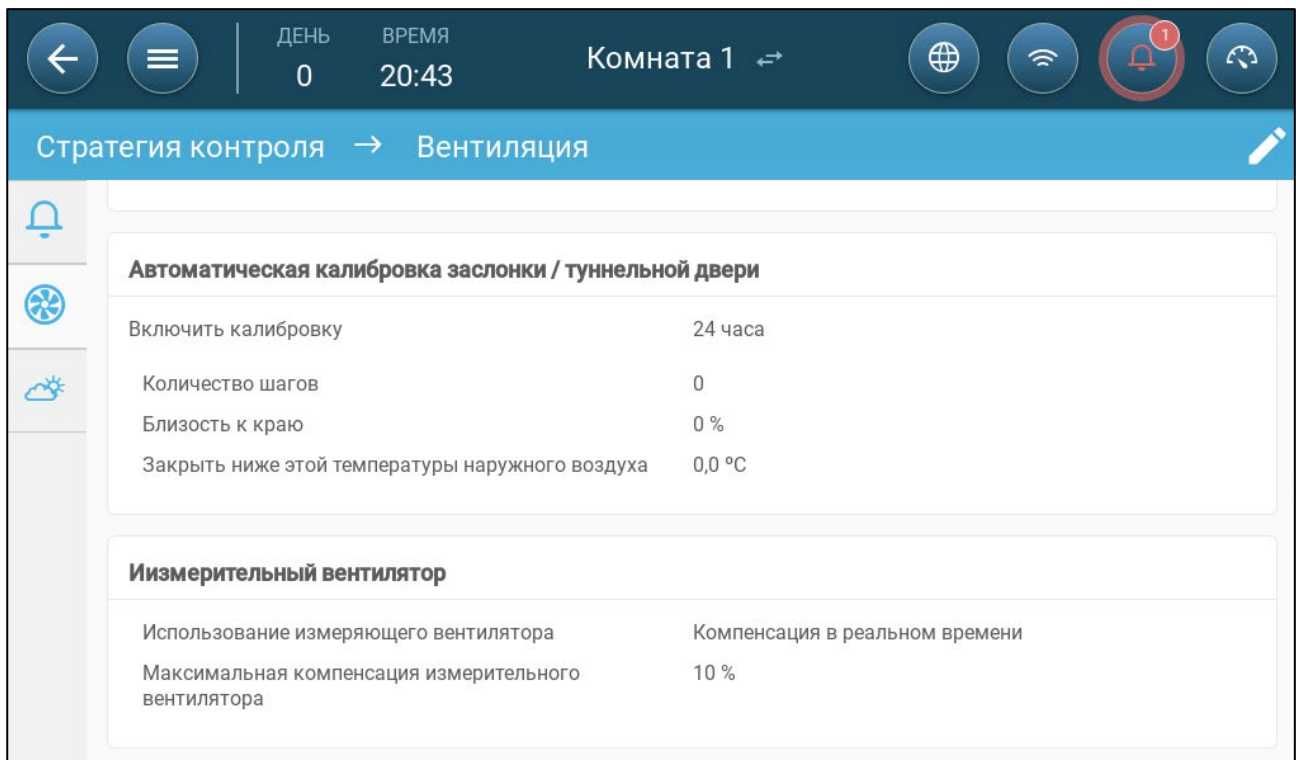 ДЕНЬ ВРЕМЯ
0 20:43 Комната 1 1
Стратегия контроля → Вентиляция
Автоматическая калибровка заслонки / туннельной двери
Включить калибровку 24 часа
Количество шагов 0
Близость к краю 0 %
Закрыть ниже этой температуры наружного воздуха 0,0 ºC
Иизмерительный вентилятор
Использование измеряющего вентилятора Компенсация в реальном времени
Максимальная компенсация измерительного 10 %
вентилятора